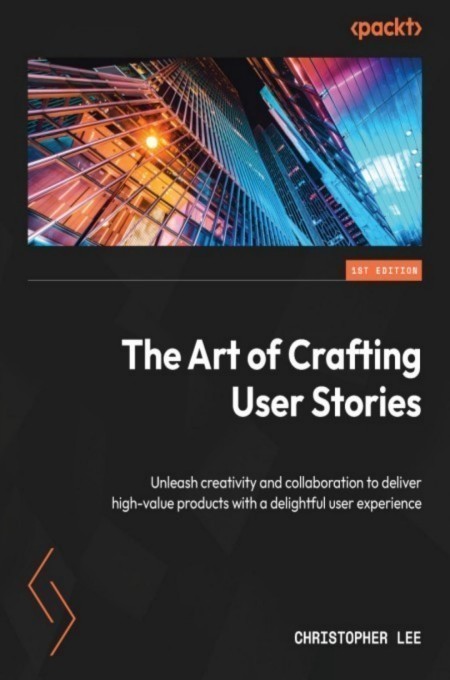 <packt>
1ST EDITION
The Art of Crafting
User Stories
Unleash creativity and collaboration to deliver
high-value products with a delightful user experience
CHRISTOPHER LEE